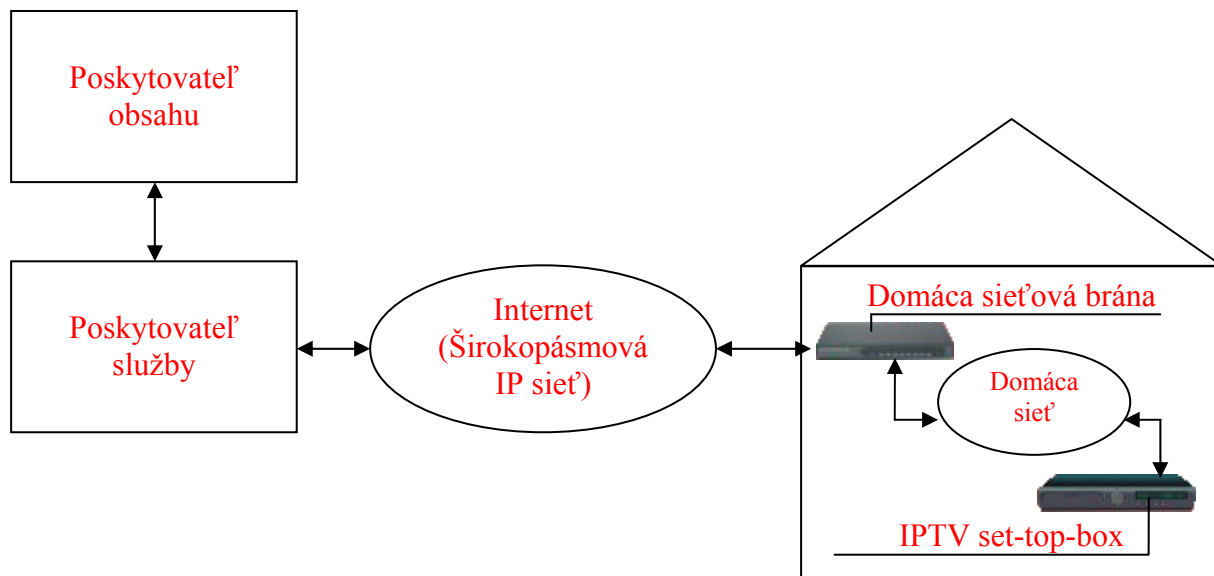 Poskytovateľ
obsahu
Poskytovateľ
služby
Internet
(Širokopásmová
IP sieť)
Domáca sieťová brána
Domáca
sieť
IPTV set-top-box